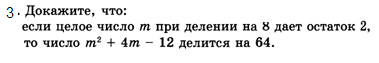 3. Докажите, что:
если целое число m при делении на 8 дает остаток 2,
то число m² + 4m − 12 делится на 64.